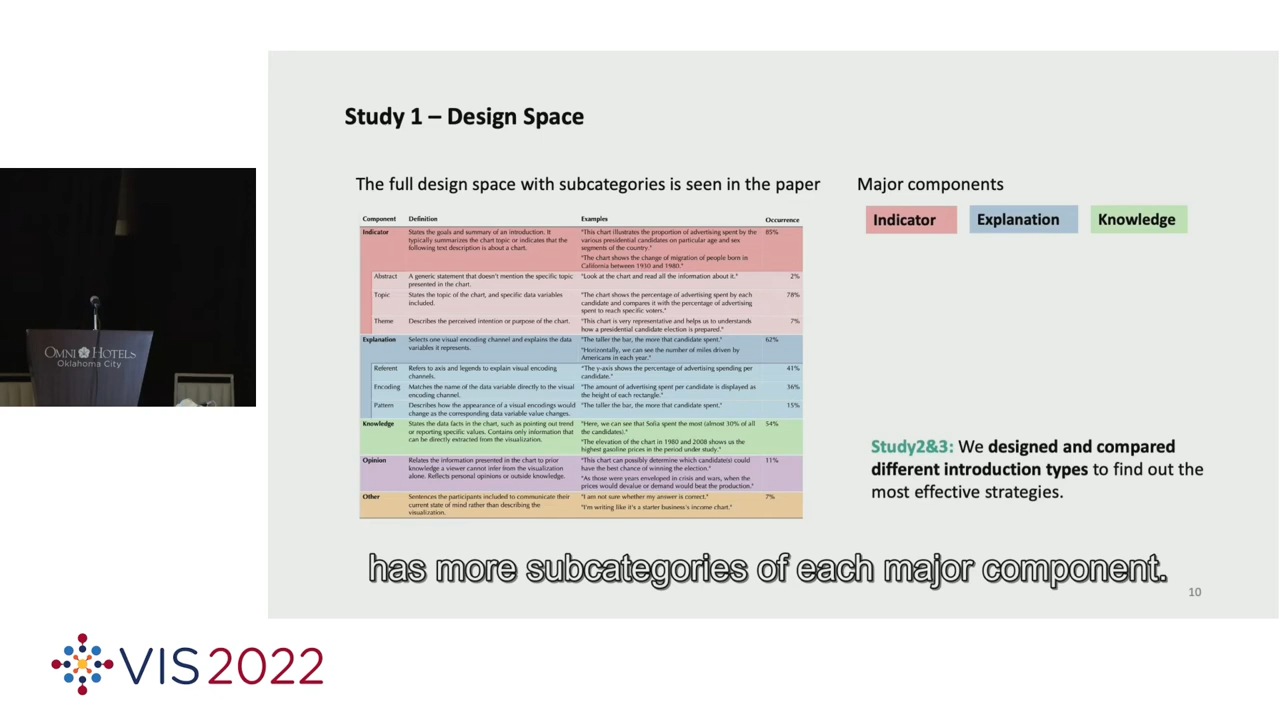 Study 1 – Design Space
The full design space with subcategories is seen in the paper
Component Definition Examples Occurrence
Indicator States the goals and summary of an introduction. It typically summarizes the chart topic or indicates that the following text description is about a chart. "This chart illustrates the proportion of advertising spent by the various presidential candidates on particular age and sex segments of the country." 85%
"The chart shows the change of migration of people born in California between 1930 and 1980."
Abstract A generic statement that doesn't mention the specific topic presented in the chart. "Look at the chart and read all the information about it." 2%
Topic States the topic of the chart, and specific data variables included. "The chart shows the percentage of advertising spent by each candidate and compares it with the percentage of advertising spent to reach specific voters." 78%
Theme Describes the perceived intention or purpose of the chart. "This chart is very representative and helps us to understands how a presidential candidate election is prepared." 7%
Explanation Selects one visual encoding channel and explains the data variables it represents. "The taller the bar, the more that candidate spent." 62%
"Horizontally, we can see the number of miles driven by Americans in each year."
Referent Refers to axis and legends to explain visual encoding channels. "The y-axis shows the percentage of advertising spending per candidate." 41%
Encoding Matches the name of the data variable directly to the visual encoding channel. "The amount of advertising spent per candidate is displayed as the height of each rectangle." 36%
Pattern Describes how the appearance of a visual encodings would change as the corresponding data variable value changes. "The taller the bar, the more that candidate spent." 15%
Knowledge States the data facts in the chart, such as pointing out trend or reporting specific values. Contains only information that can be directly extracted from the visualization. "Here, we can see that Sofia spent the most (almost 30% of all the candidates)." 54%
"The elevation of the chart in 1980 and 2008 shows us the highest gasoline prices in the period under study."
Opinion Relates the information presented in the chart to prior knowledge a viewer cannot infer from the visualization alone. Reflects personal opinions or outside knowledge. "This chart can possibly determine which candidate(s) could have the best chance of winning the election." 11%
"As those were years enveloped in crisis and wars, when the prices would devalue or demand would beat the production."
Other Sentences the participants included to communicate their current state of mind rather than describing the visualization. "I am not sure whether my answer is correct." 7%
"I'm writing like it's a starter business's income chart."
Major components
Indicator Explanation Knowledge
Study2&3: We designed and compared
different introduction types to find out the
most effective strategies.
has more subcategories of each major component.
10
OMNI HOTELS
Oklahoma City
VIS2022